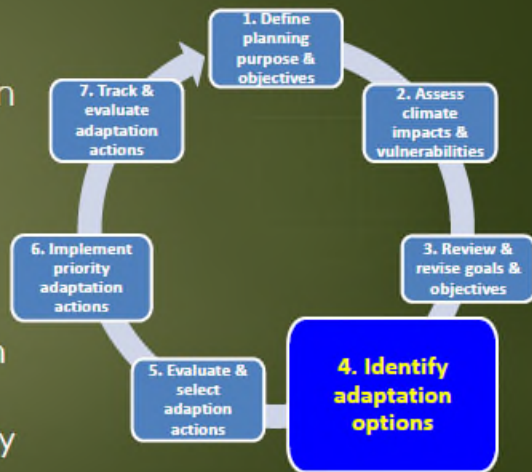 1. Define
planning
purpose &
objectives
2. Assess
climate
impacts &
vulnerabilities
3. Review &
revise goals &
objectives
4. Identify
adaptation
options
5. Evaluate &
select
adaption
actions
6. Implement
priority
adaptation
actions
7. Track &
evaluate
adaptation
actions